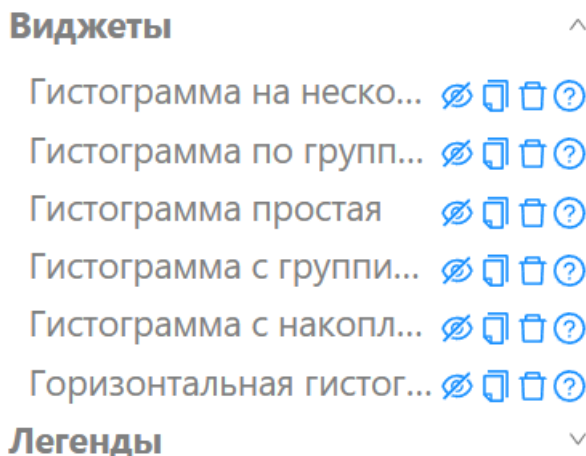 Виджеты
Гистограмма на неско...
Гистограмма по групп...
Гистограмма простая
Гистограмма с группи...
Гистограмма с накопл...
Горизонтальная гистог...
Легенды